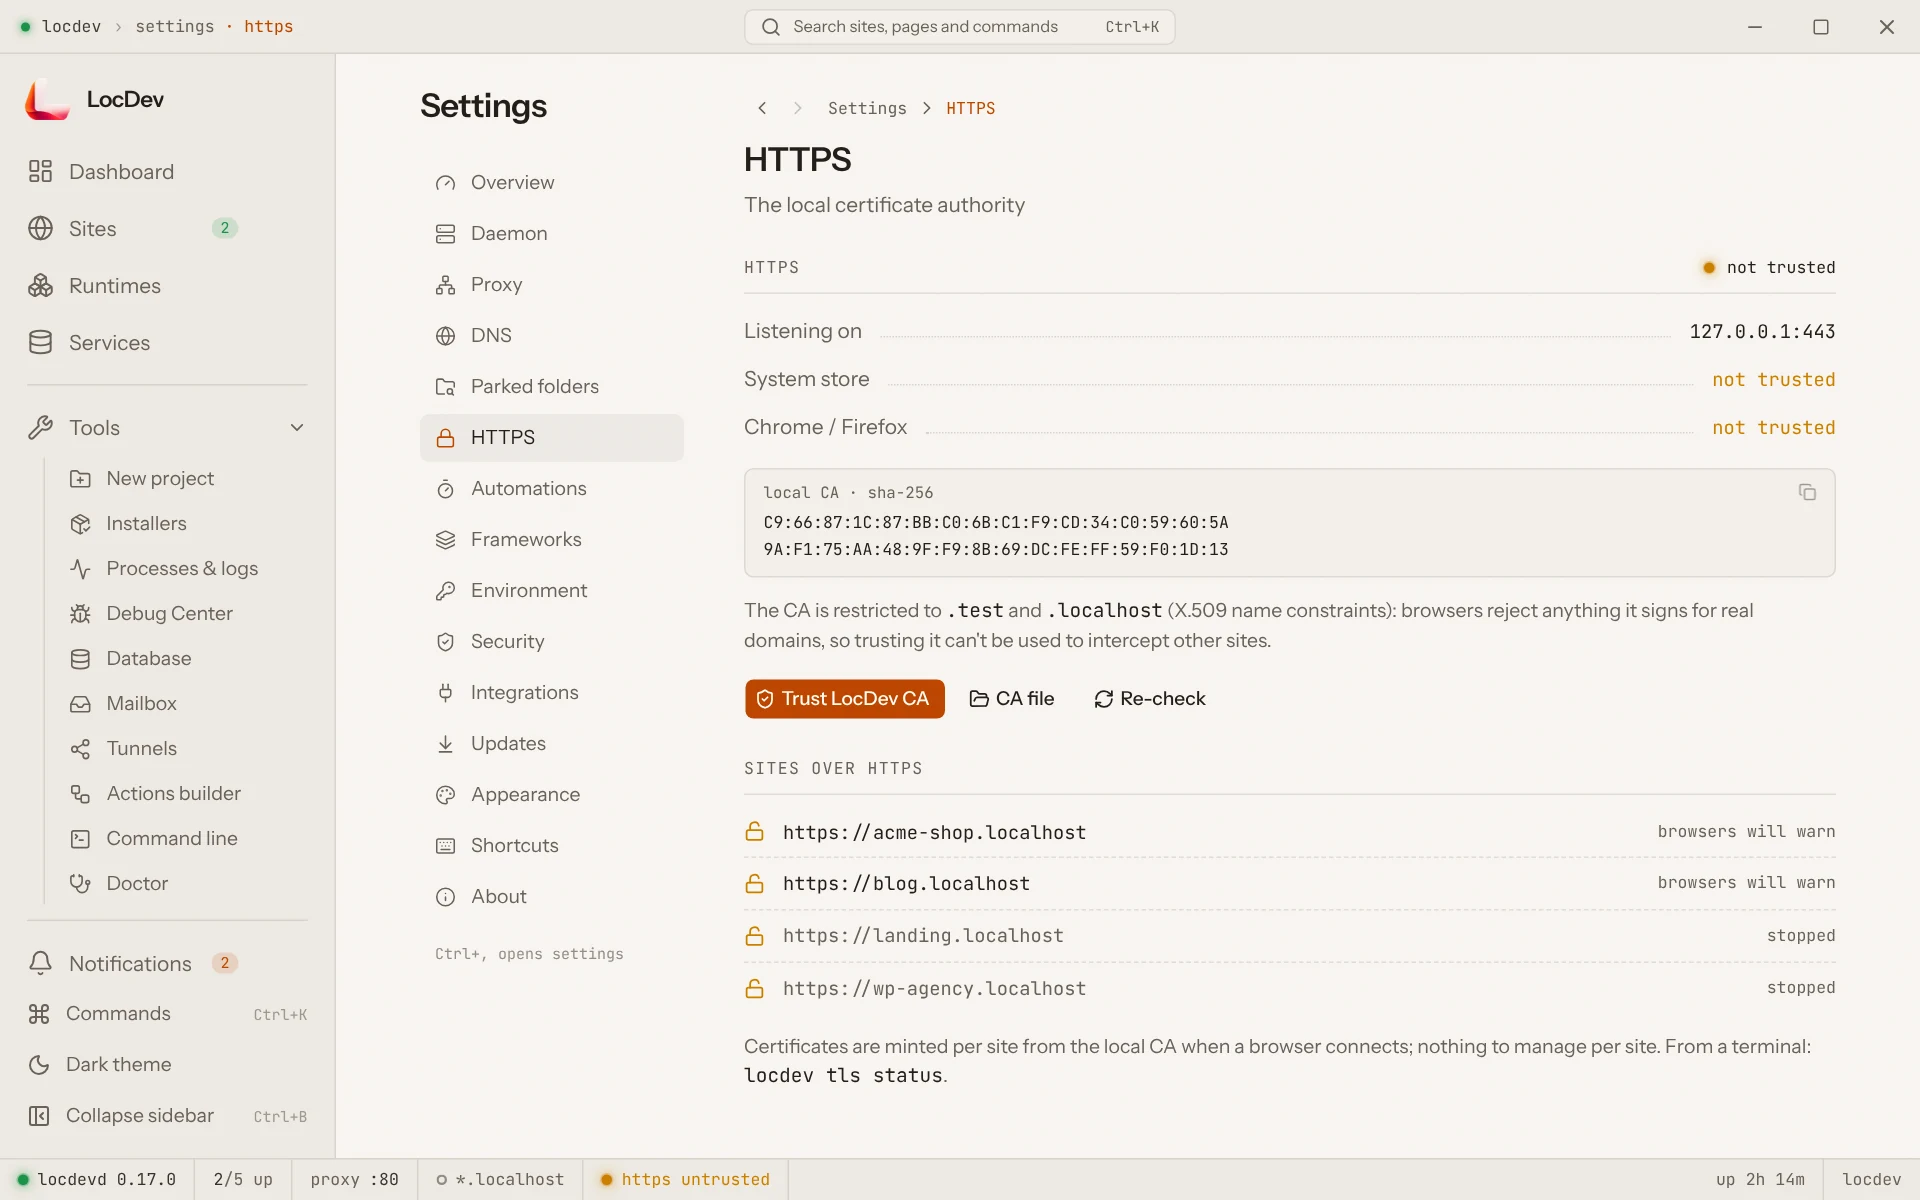 locdev › settings · https
Search sites, pages and commands Ctrl+K
LocDev
Dashboard
Sites 2
Runtimes
Services
Tools
New project
Installers
Processes & logs
Debug Center
Database
Mailbox
Tunnels
Actions builder
Command line
Doctor
Notifications 2
Commands Ctrl+K
Dark theme
Collapse sidebar Ctrl+B
Settings
Overview
Daemon
Proxy
DNS
Parked folders
HTTPS
Automations
Frameworks
Environment
Security
Integrations
Updates
Appearance
Shortcuts
About
Ctrl+, opens settings
Settings > HTTPS
HTTPS
The local certificate authority
HTTPS not trusted
Listening on 127.0.0.1:443
System store not trusted
Chrome / Firefox not trusted
local CA · sha-256
C9:66:87:1C:87:BB:C0:6B:C1:F9:CD:34:C0:59:60:5A
9A:F1:75:AA:48:9F:F9:8B:69:DC:FE:FF:59:F0:1D:13
The CA is restricted to .test and .localhost (X.509 name constraints): browsers reject anything it signs for real
domains, so trusting it can't be used to intercept other sites.
Trust LocDev CA CA file Re-check
SITES OVER HTTPS
https://acme-shop.localhost browsers will warn
https://blog.localhost browsers will warn
https://landing.localhost stopped
https://wp-agency.localhost stopped
Certificates are minted per site from the local CA when a browser connects; nothing to manage per site. From a terminal:
locdev tls status.
locdevd 0.17.0 2/5 up proxy :80 *.localhost https untrusted up 2h 14m locdev